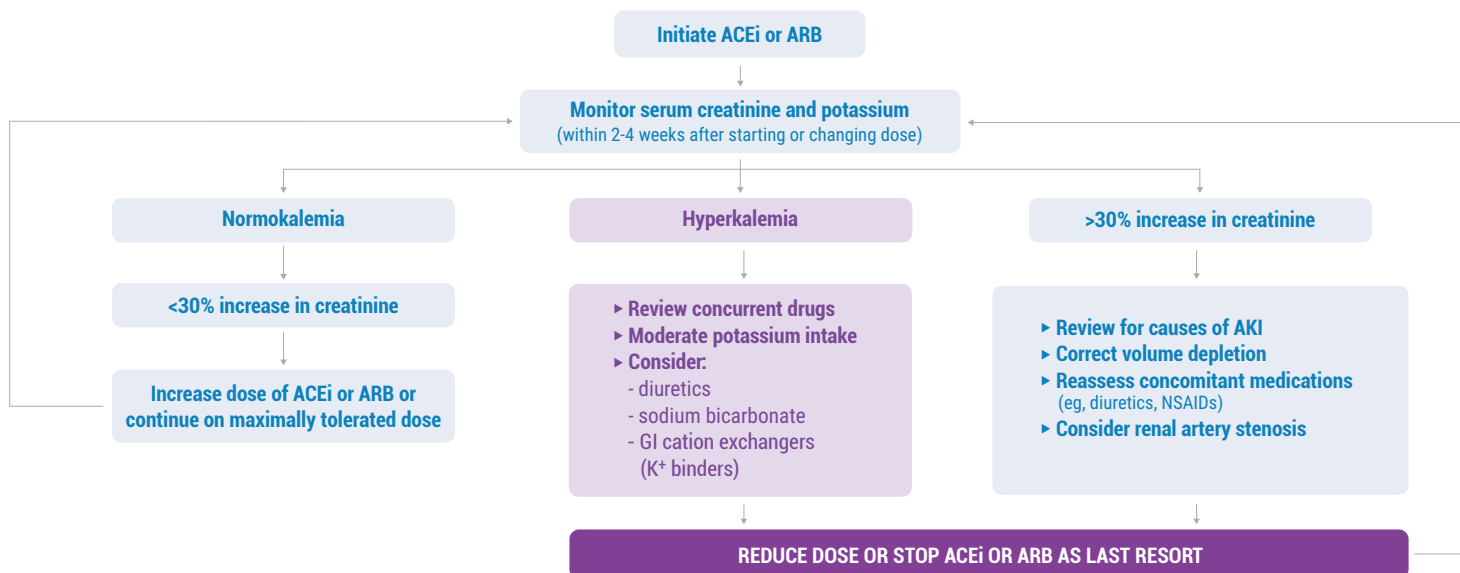 Initiate ACEi or ARB
Monitor serum creatinine and potassium
(within 2-4 weeks after starting or changing dose)
Normokalemia
<30% increase in creatinine
Increase dose of ACEi or ARB or
continue on maximally tolerated dose
Hyperkalemia
▸ Review concurrent drugs
▸ Moderate potassium intake
▸ Consider:
- diuretics
- sodium bicarbonate
- GI cation exchangers
(K⁺ binders)
>30% increase in creatinine
▸ Review for causes of AKI
▸ Correct volume depletion
▸ Reassess concomitant medications
(eg, diuretics, NSAIDs)
▸ Consider renal artery stenosis
REDUCE DOSE OR STOP ACEi OR ARB AS LAST RESORT